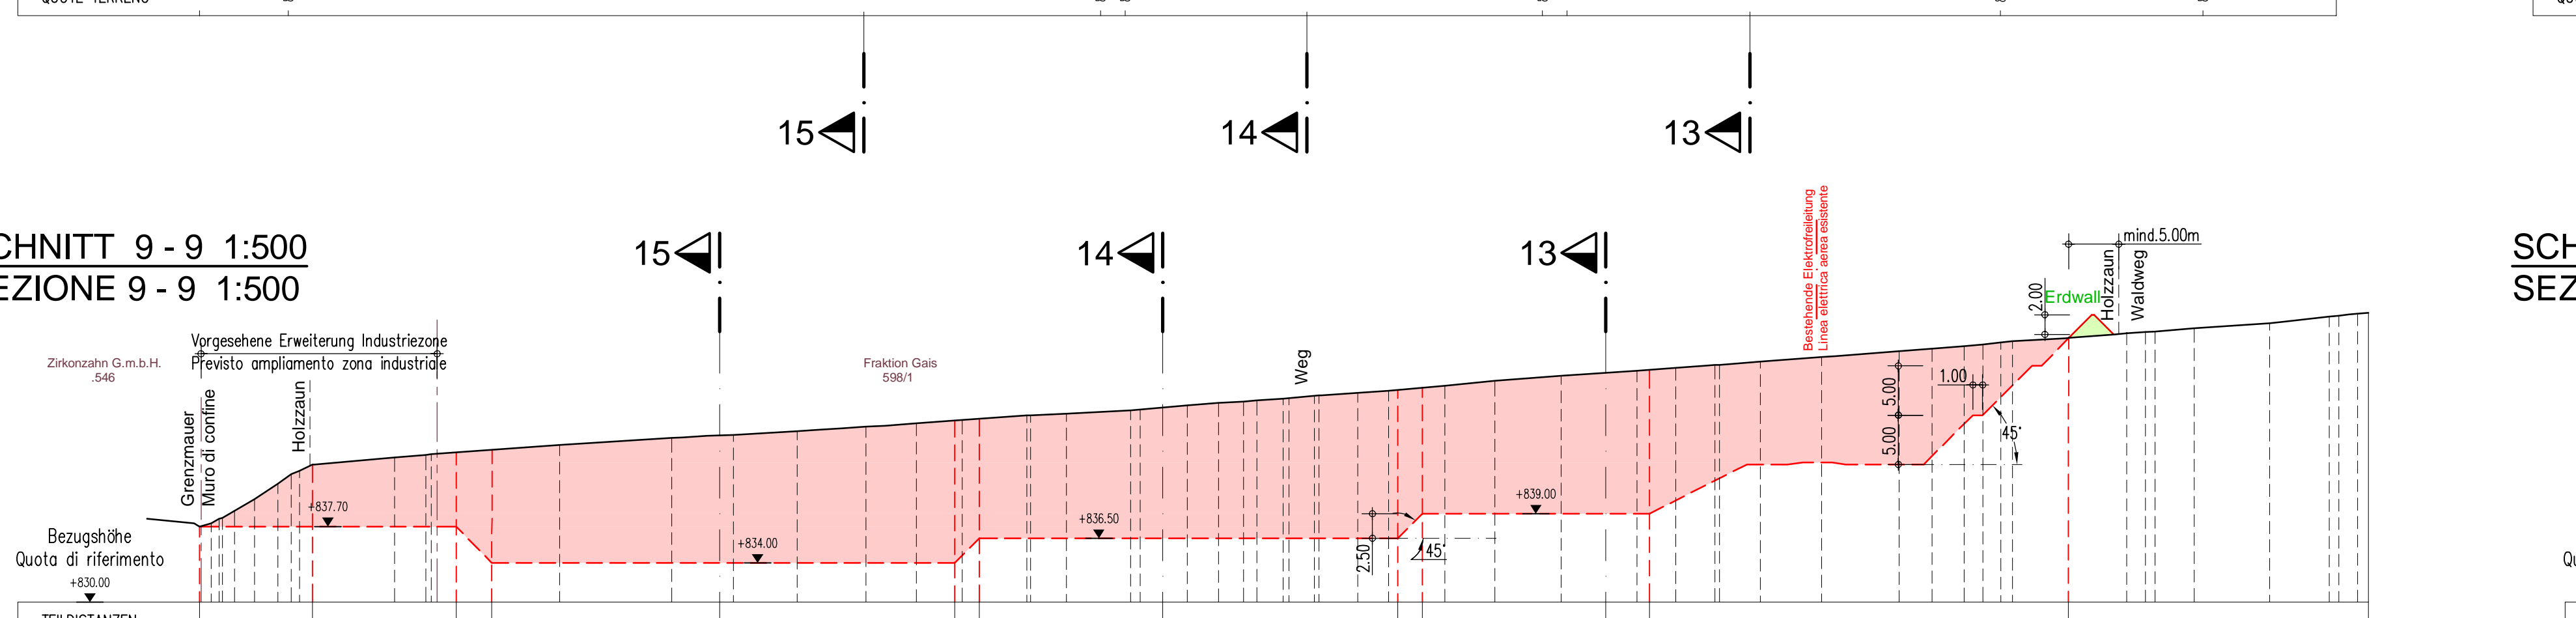 15
14
13
CHNITT 9 - 9 1:500
EZIONE 9 - 9 1:500
15
14
13
Bestehende Elektrofreileitung
Linea elettrica aerea esistente
mind.5.00m
Holzzaun
Waldweg
2.00
Erdwall
SCH
SEZ
Vorgesehene Erweiterung Industriezone
Previsto ampliamento zona industriale
Zirkonzahn G.m.b.H.
.546
Fraktion Gais
598/1
Grenzmauer
Muro di confine
Holzzaun
Weg
5.00
5.00
1.00
45°
+837.70
+834.00
+836.50
+839.00
2.50
45°
Bezugshöhe
Quota di riferimento
+830.00